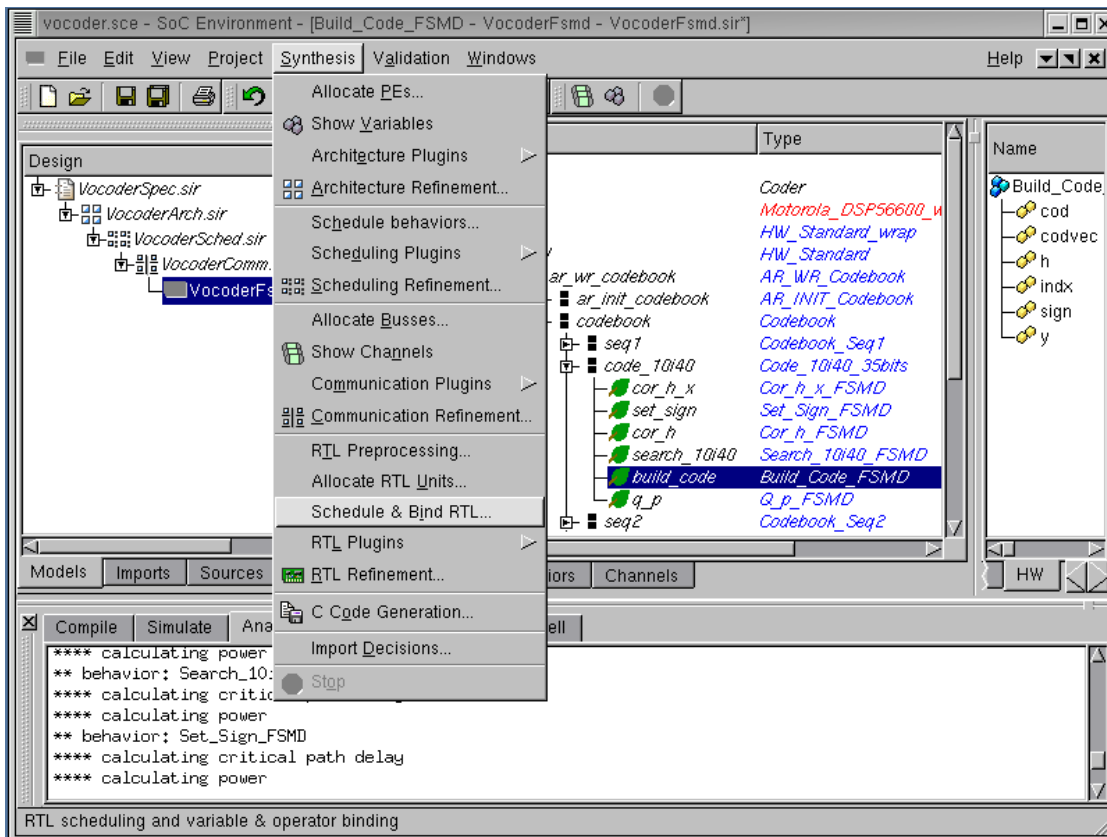 vocoder.sce - SoC Environment - [Build_Code_FSMD - VocoderFsmd - VocoderFsmd.sir*]
File Edit View Project Synthesis Validation Windows Help
Allocate PEs...
Show Variables
Architecture Plugins
Architecture Refinement...
Schedule behaviors...
Scheduling Plugins
Scheduling Refinement...
Allocate Busses...
Show Channels
Communication Plugins
Communication Refinement...
RTL Preprocessing...
Allocate RTL Units...
Schedule & Bind RTL...
RTL Plugins
RTL Refinement...
C Code Generation...
Import Decisions...
Stop
Design
VocoderSpec.sir
VocoderArch.sir
VocoderSched.sir
VocoderComm.
VocoderFs
Type
Coder
Motorola_DSP56600_w
HW_Standard_wrap
HW_Standard
ar_wr_codebook AR_WR_Codebook
ar_init_codebook AR_INIT_Codebook
codebook Codebook
seq1 Codebook_Seq1
code_10i40 Code_10i40_35bits
cor_h_x Cor_h_x_FSMD
set_sign Set_Sign_FSMD
cor_h Cor_h_FSMD
search_10i40 Search_10i40_FSMD
build_code Build_Code_FSMD
q_p Q_p_FSMD
seq2 Codebook_Seq2
Name
Build_Code_
cod
codvec
h
indx
sign
y
Models Imports Sources iors Channels HW
Compile Simulate Ana ell
**** calculating power
** behavior: Search_10i
**** calculating critic
**** calculating power
** behavior: Set_Sign_FSMD
**** calculating critical path delay
**** calculating power
RTL scheduling and variable & operator binding